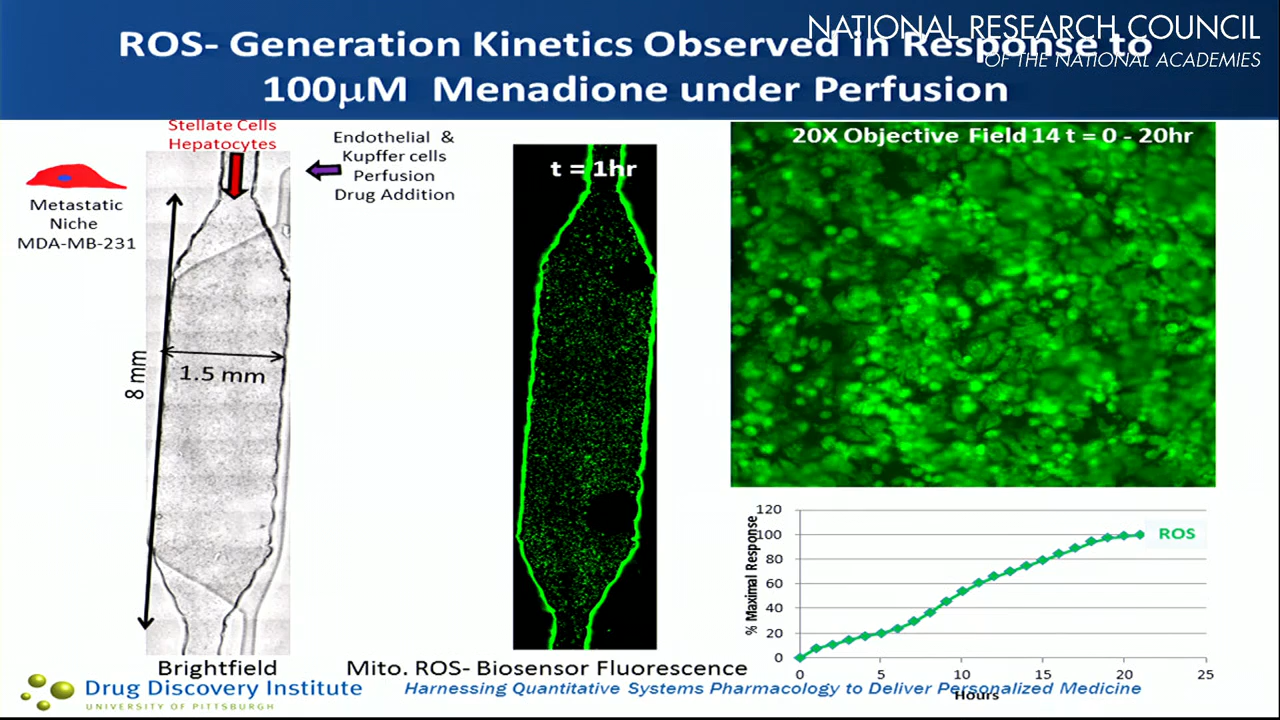 NATIONAL RESEARCH COUNCIL
OF THE NATIONAL ACADEMIES
ROS- Generation Kinetics Observed in Response to
100μM Menadione under Perfusion
Stellate Cells
Hepatocytes
Endothelial &
Kupffer cells
Perfusion
Drug Addition
Metastatic
Niche
MDA-MB-231
8 mm
1.5 mm
Brightfield
t = 1hr
Mito. ROS- Biosensor Fluorescence
20X Objective Field 14 t = 0 - 20hr
% Maximal Response
120
100
80
60
40
20
0
ROS
0 5 10 15 20 25
Hours
Drug Discovery Institute
UNIVERSITY OF PITTSBURGH
Harnessing Quantitative Systems Pharmacology to Deliver Personalized Medicine